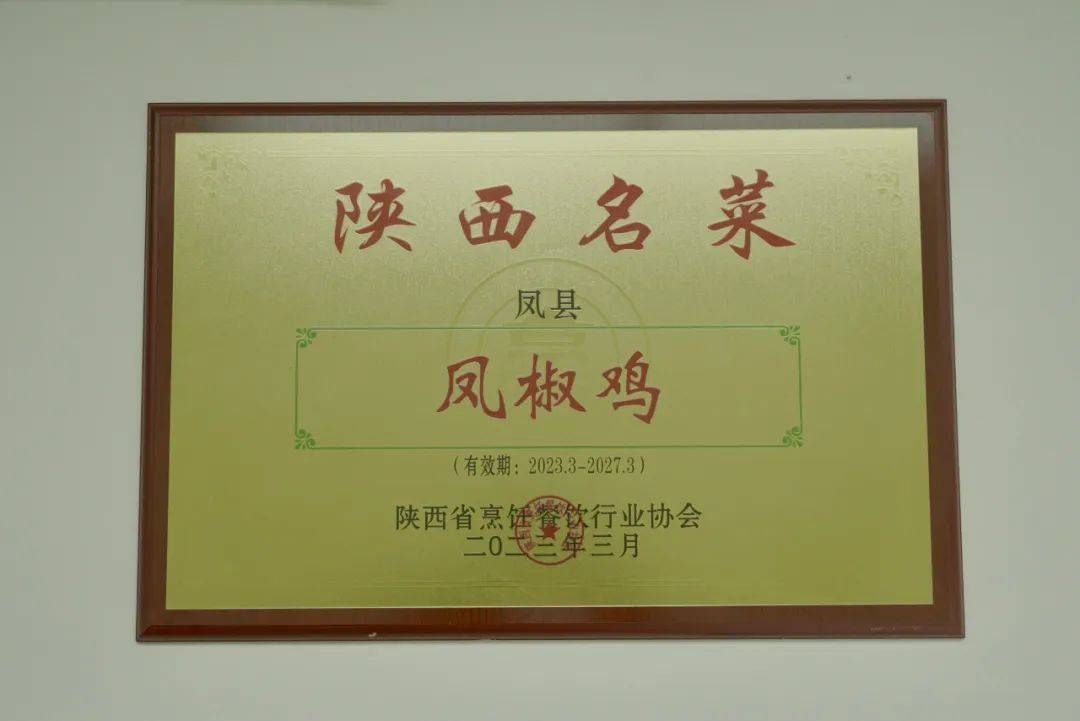 陕西名菜
凤县
凤椒鸡
（有效期：2023.3-2027.3）
陕西省烹饪餐饮行业协会
二〇二三年三月